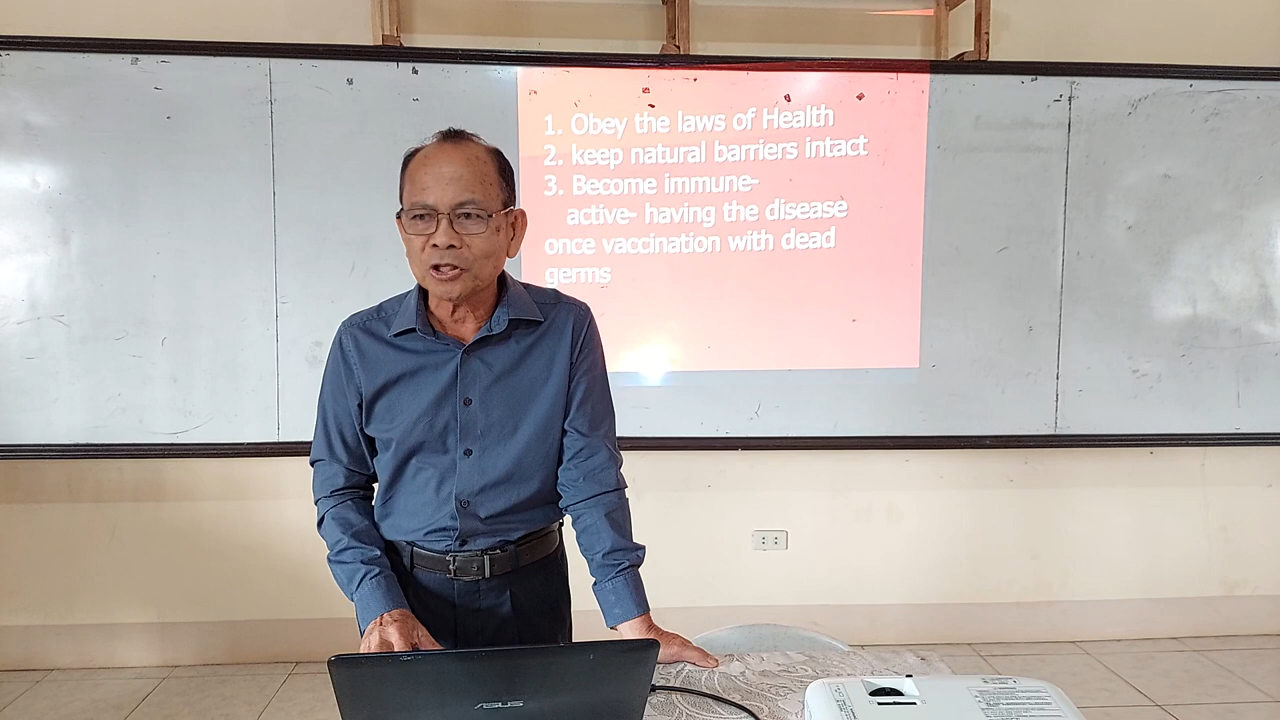 1. Obey the laws of Health
2. keep natural barriers intact
3. Become immune-
active- having the disease
once vaccination with dead
germs
ASUS